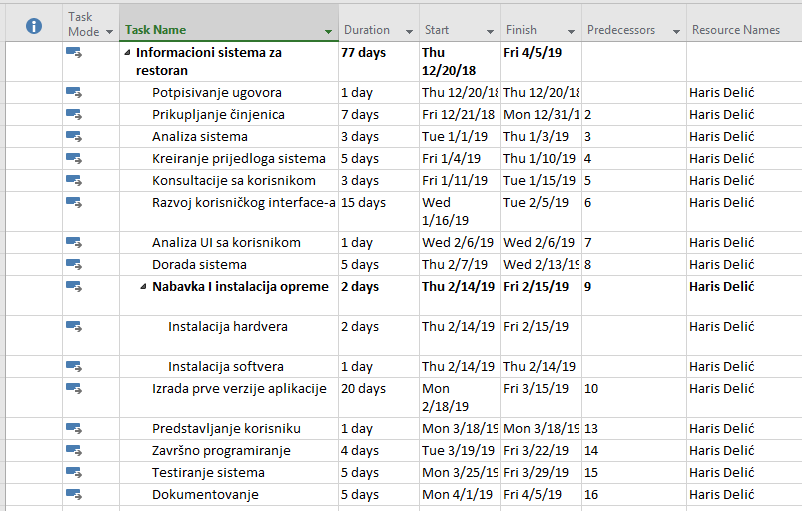 Task Mode Task Name Duration Start Finish Predecessors Resource Names
Informacioni sistema za restoran 77 days Thu 12/20/18 Fri 4/5/19
Potpisivanje ugovora 1 day Thu 12/20/18 Thu 12/20/18 Haris Delić
Prikupljanje činjenica 7 days Fri 12/21/18 Mon 12/31/1 2 Haris Delić
Analiza sistema 3 days Tue 1/1/19 Thu 1/3/19 3 Haris Delić
Kreiranje prijedloga sistema 5 days Fri 1/4/19 Thu 1/10/19 4 Haris Delić
Konsultacije sa korisnikom 3 days Fri 1/11/19 Tue 1/15/19 5 Haris Delić
Razvoj korisničkog interface-a 15 days Wed 1/16/19 Tue 2/5/19 6 Haris Delić
Analiza UI sa korisnikom 1 day Wed 2/6/19 Wed 2/6/19 7 Haris Delić
Dorada sistema 5 days Thu 2/7/19 Wed 2/13/19 8 Haris Delić
Nabavka I instalacija opreme 2 days Thu 2/14/19 Fri 2/15/19 9 Haris Delić
Instalacija hardvera 2 days Thu 2/14/19 Fri 2/15/19 Haris Delić
Instalacija softvera 1 day Thu 2/14/19 Thu 2/14/19 Haris Delić
Izrada prve verzije aplikacije 20 days Mon 2/18/19 Fri 3/15/19 10 Haris Delić
Predstavljanje korisniku 1 day Mon 3/18/19 Mon 3/18/19 13 Haris Delić
Završno programiranje 4 days Tue 3/19/19 Fri 3/22/19 14 Haris Delić
Testiranje sistema 5 days Mon 3/25/19 Fri 3/29/19 15 Haris Delić
Dokumentovanje 5 days Mon 4/1/19 Fri 4/5/19 16 Haris Delić